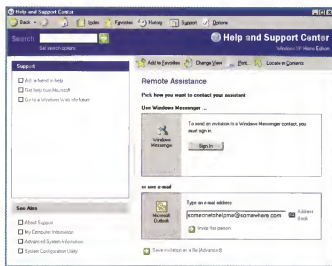 Help and Support Center
Back
Index
Favorites
History
Support
Options
Search
Set search options
Help and Support Center
Windows XP Home Edition
Support
Ask a friend to help
Get help from Microsoft
Go to a Windows Web site forum
See Also
About Support
My Computer Information
Advanced System Information
System Configuration Utility
Add to Favorites
Change View
Print...
Locate in Contents
Remote Assistance
Pick how you want to contact your assistant
Use Windows Messenger ...
Windows Messenger
To send an invitation to a Windows Messenger contact, you must sign in
Sign In
or use e-mail
Microsoft Outlook
Type an e-mail address:
someonetohelpme@somewhere.com
Address Book
Invite this person
Save invitation as a file (Advanced)